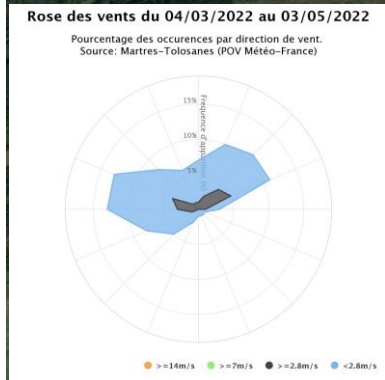 Rose des vents du 04/03/2022 au 03/05/2022
Pourcentage des occurences par direction de vent.
Source: Martres-Tolosanes (POV Météo-France)
15%
10%
5%
Frequence d'apparition
>=14m/s >=7m/s >=2.8m/s <2.8m/s